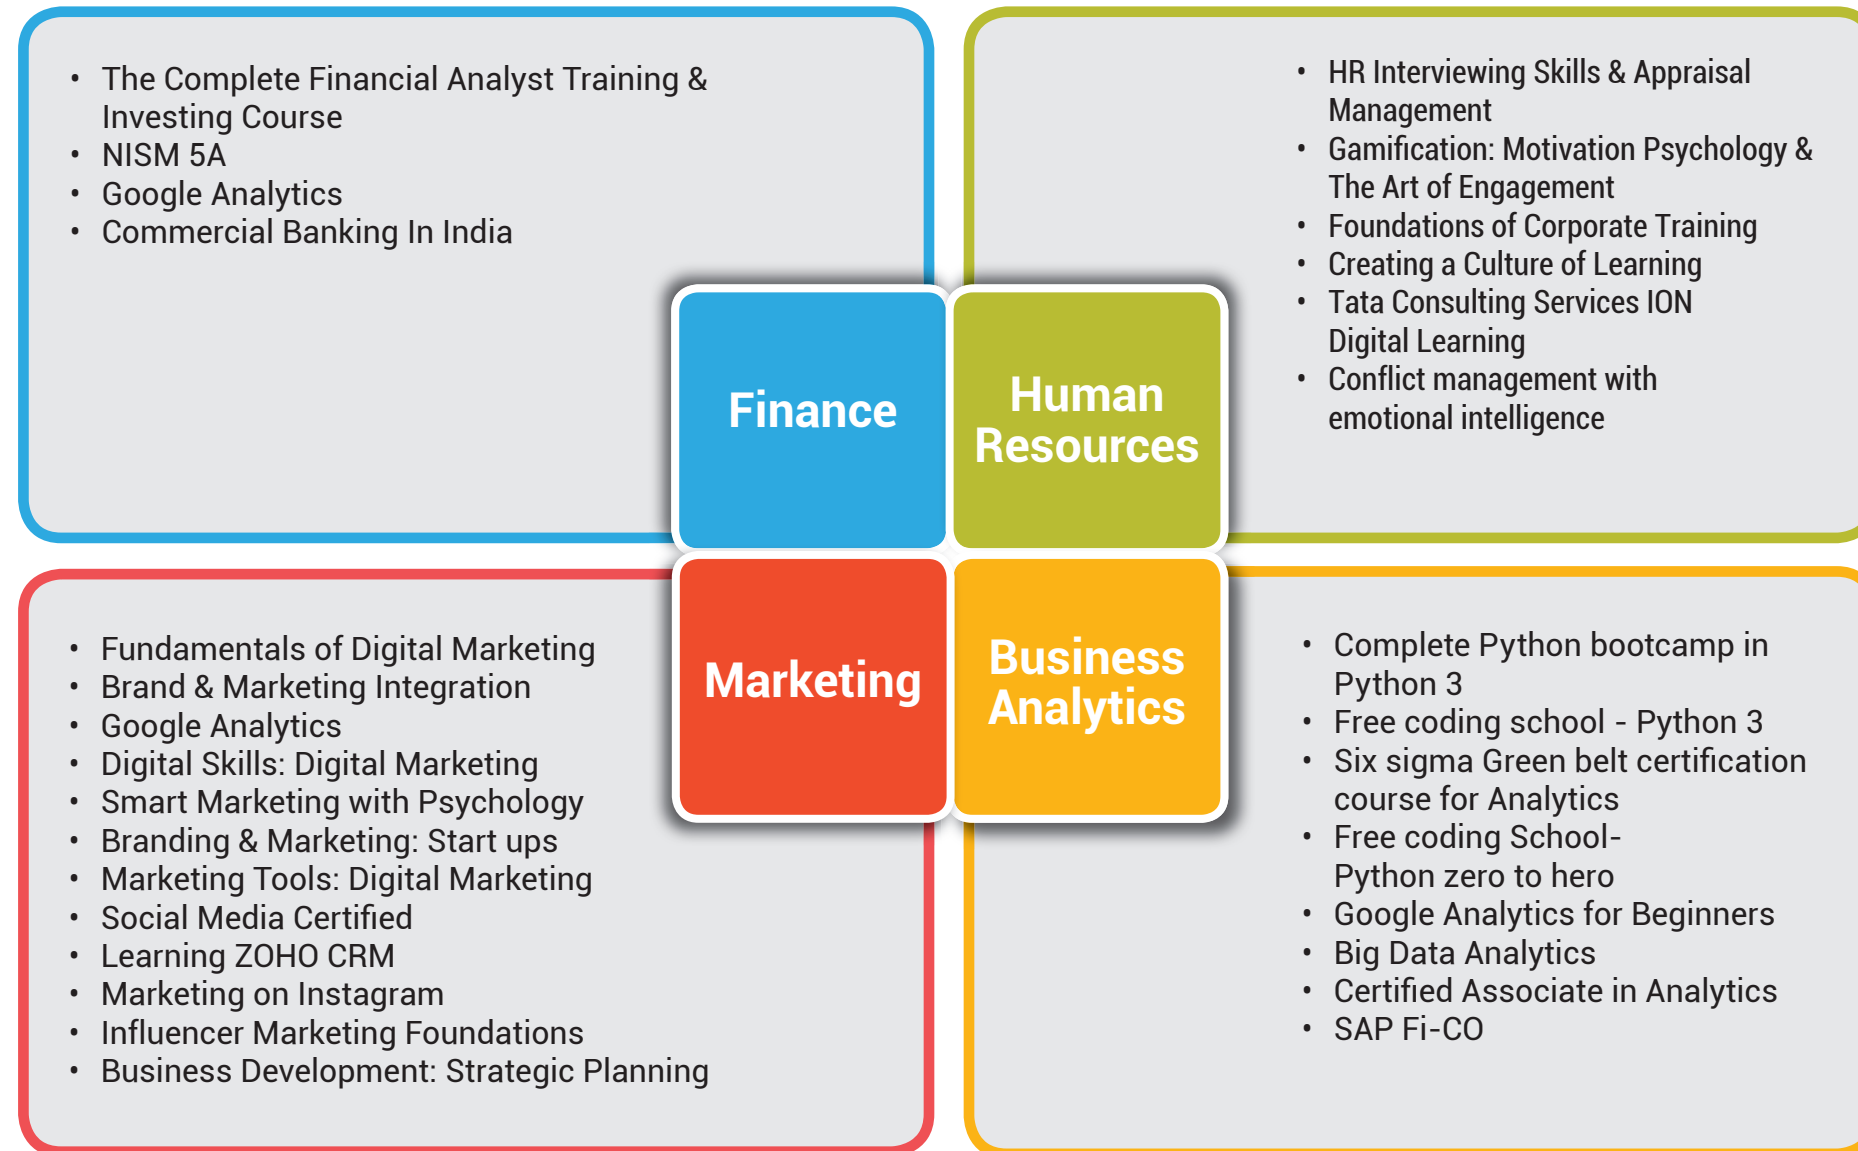 • The Complete Financial Analyst Training &
Investing Course
• NISM 5A
• Google Analytics
• Commercial Banking In India
• HR Interviewing Skills & Appraisal
Management
• Gamification: Motivation Psychology &
The Art of Engagement
• Foundations of Corporate Training
• Creating a Culture of Learning
• Tata Consulting Services ION
Digital Learning
• Conflict management with
emotional intelligence
Finance
Human
Resources
Marketing
Business
Analytics
• Fundamentals of Digital Marketing
• Brand & Marketing Integration
• Google Analytics
• Digital Skills: Digital Marketing
• Smart Marketing with Psychology
• Branding & Marketing: Start ups
• Marketing Tools: Digital Marketing
• Social Media Certified
• Learning ZOHO CRM
• Marketing on Instagram
• Influencer Marketing Foundations
• Business Development: Strategic Planning
• Complete Python bootcamp in
Python 3
• Free coding school - Python 3
• Six sigma Green belt certification
course for Analytics
• Free coding School-
Python zero to hero
• Google Analytics for Beginners
• Big Data Analytics
• Certified Associate in Analytics
• SAP Fi-CO